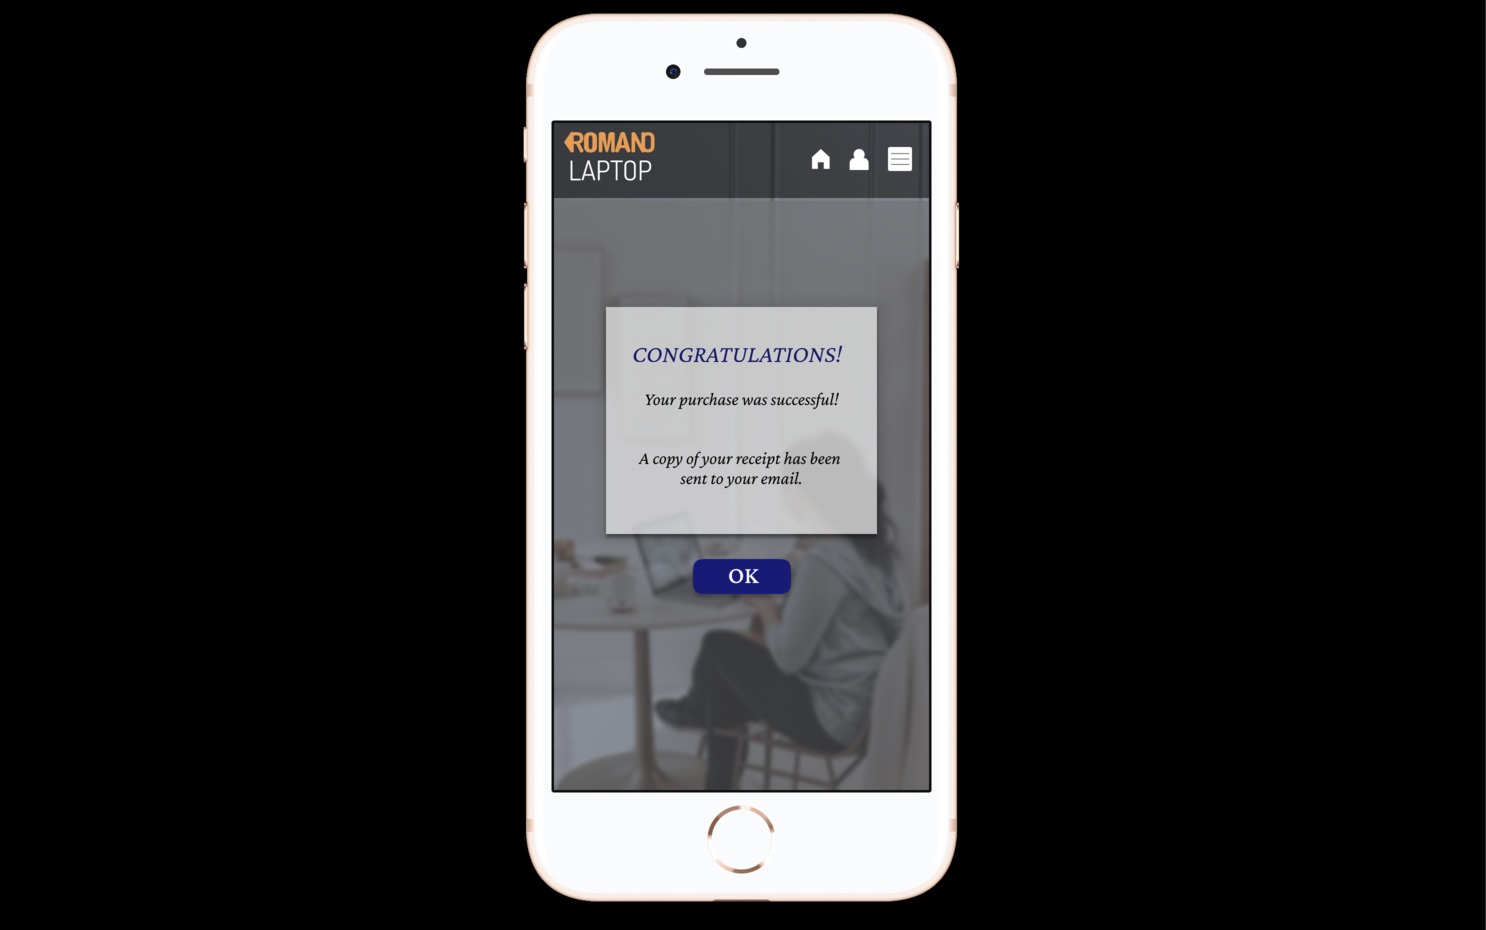 ROMAND
LAPTOP
CONGRATULATIONS!
Your purchase was successful!
A copy of your receipt has been
sent to your email.
OK